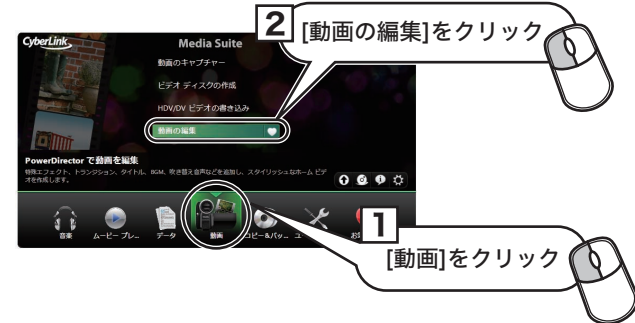 CyberLink
Media Suite
2
[動画の編集]をクリック
動画のキャプチャー
ビデオ ディスクの作成
HDV/DV ビデオの書き込み
動画の編集
PowerDirector で動画を編集
特殊エフェクト、トランジション、タイトル、BGM、吹き替え音声などを追加し、スタイリッシュなホーム ビデ
オを作成します。
音楽
ムービー プレ...
データ
動画
コピー&バッ...
ユー
お気
1
[動画]をクリック